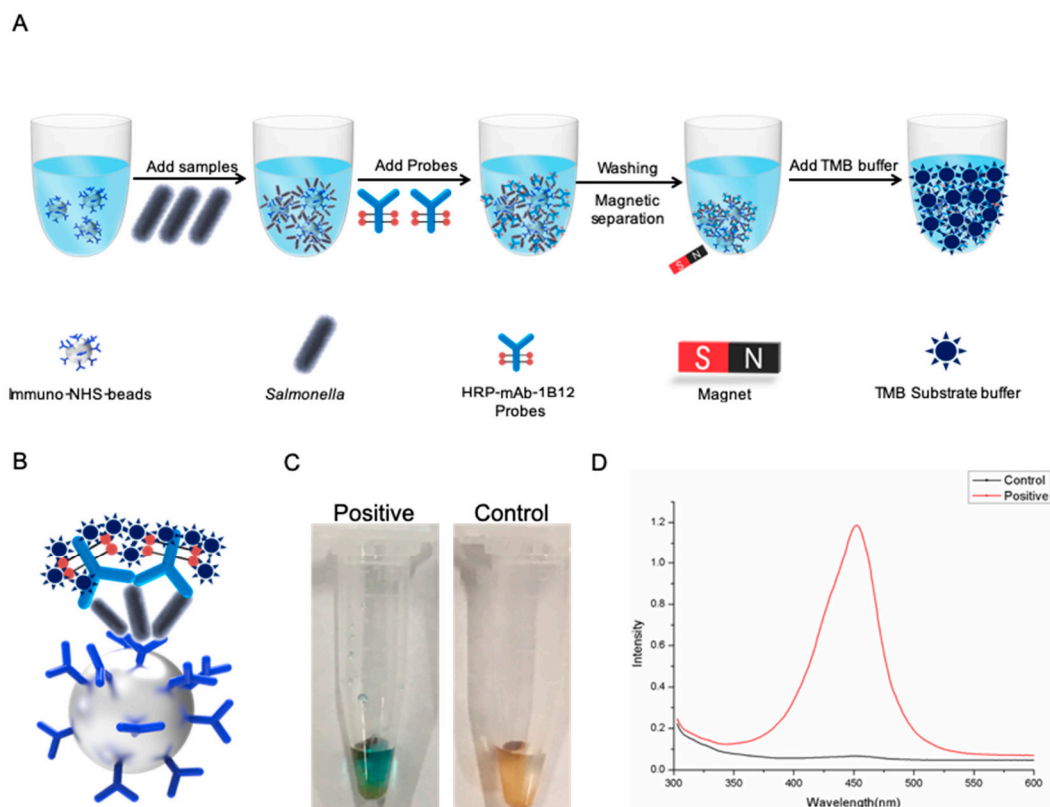 A
Add samples
Add Probes
Washing
Magnetic
separation
Add TMB buffer
S
N
Immuno-NHS-beads
Salmonella
HRP-mAb-1B12
Probes
S N
Magnet
TMB Substrate buffer
B
C
Positive
Control
D
Control
Positive
Intensity
1.2
1.0
0.8
0.6
0.4
0.2
0.0
300
350
400
450
500
550
600
Wavelength(nm)